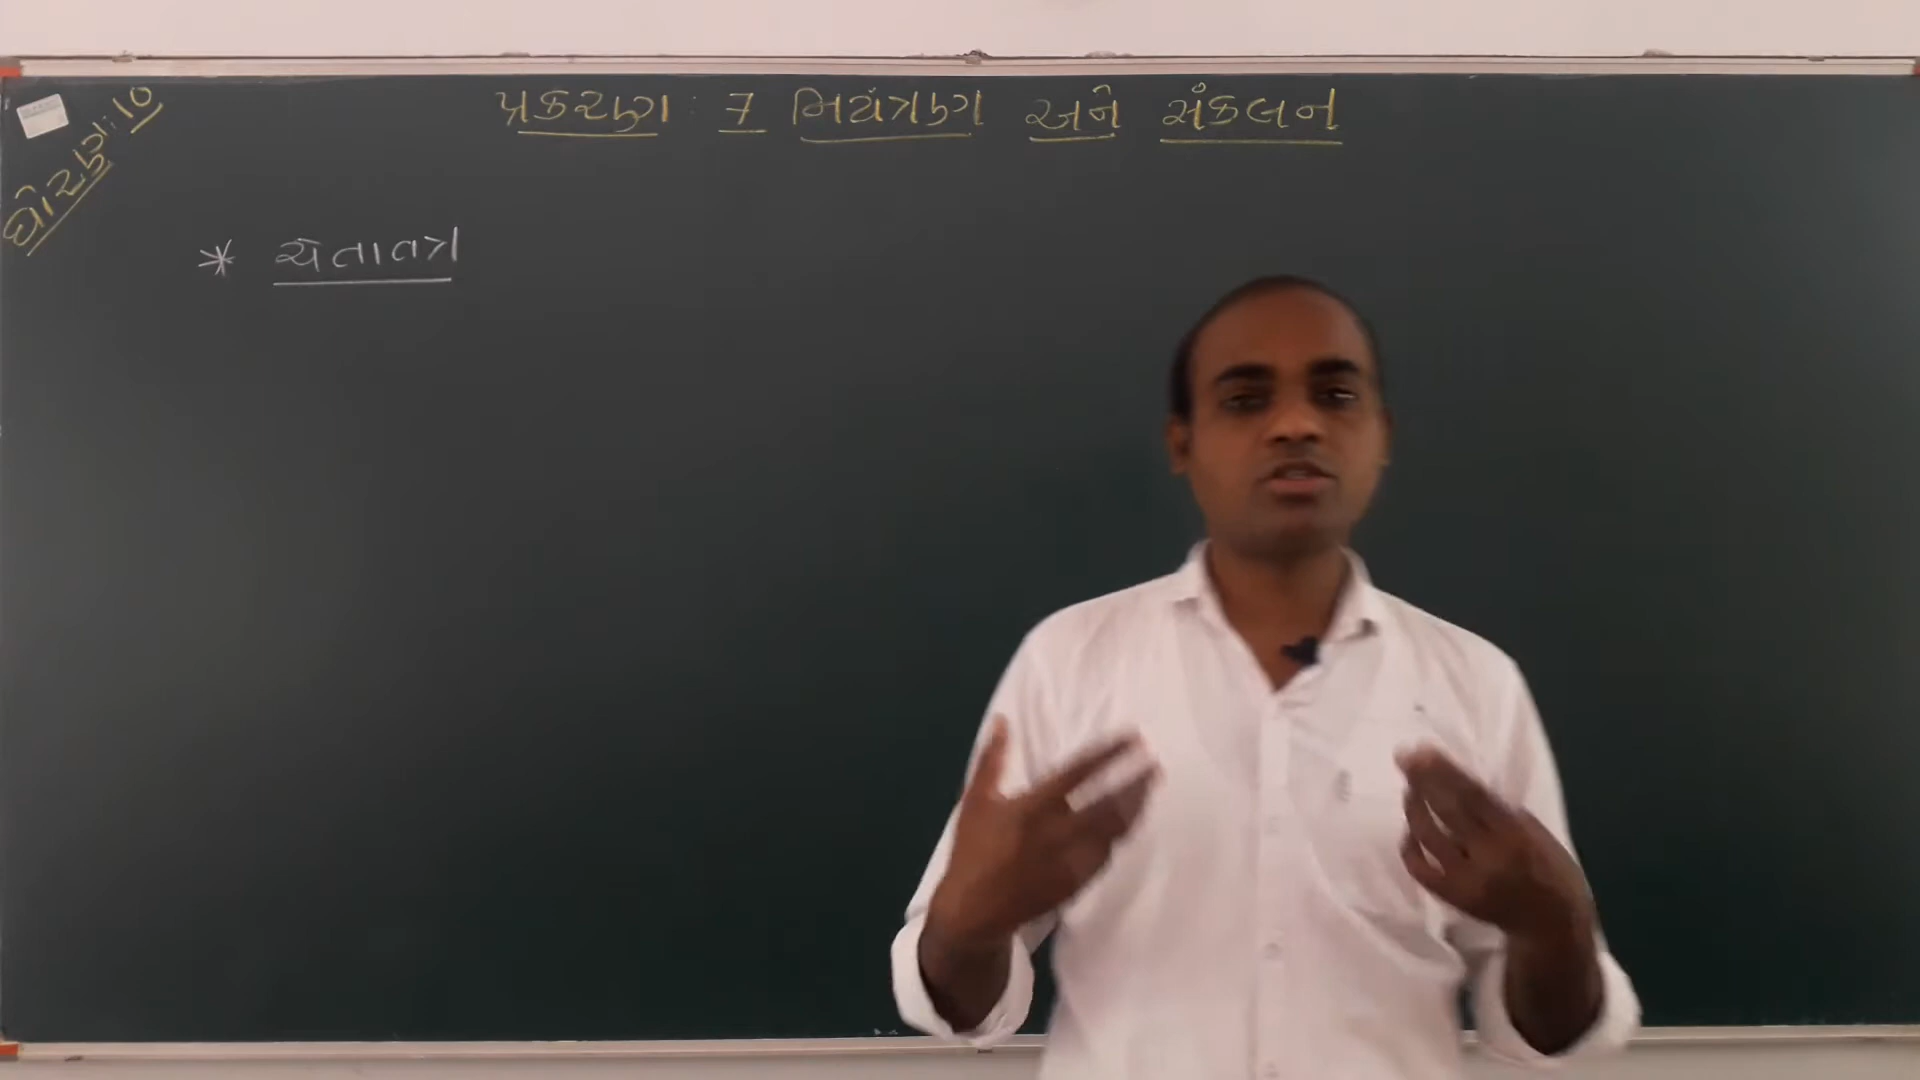 ધોરણ: 10
પ્રકરણ : 7 નિયંત્રણ અને સંકલન
* ચેતાતંત્ર